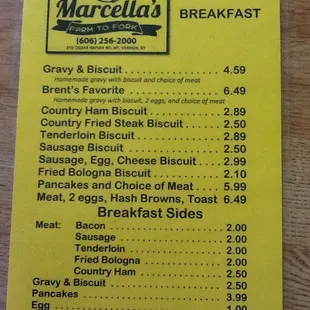 Marcella's
FARM TO FORK
(606) 256-2000
BREAKFAST
Gravy & Biscuit 4.59
Homemade gravy with biscuit and choice of meat
Brent's Favorite 6.49
Homemade gravy with biscuit, 2 eggs, and choice of meat
Country Ham Biscuit 2.89
Country Fried Steak Biscuit 2.50
Tenderloin Biscuit 2.89
Sausage Biscuit 2.50
Sausage, Egg, Cheese Biscuit 2.99
Fried Bologna Biscuit 2.10
Pancakes and Choice of Meat 5.99
Meat, 2 eggs, Hash Browns, Toast 6.49
Breakfast Sides
Meat: Bacon 2.00
Sausage 2.00
Tenderloin 2.00
Fried Bologna 2.00
Country Ham 2.50
Gravy & Biscuit 2.50
Pancakes 3.99
Egg 1.00